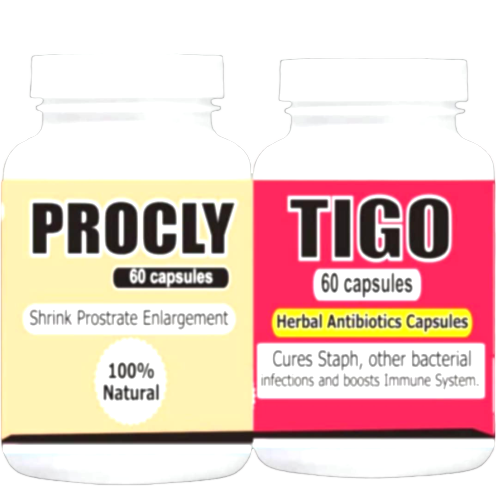 PROCLY
60 capsules
Shrink Prostrate Enlargement
100%
Natural
TIGO
60 capsules
Herbal Antibiotics Capsules
Cures Staph, other bacterial
infections and boosts Immune System.